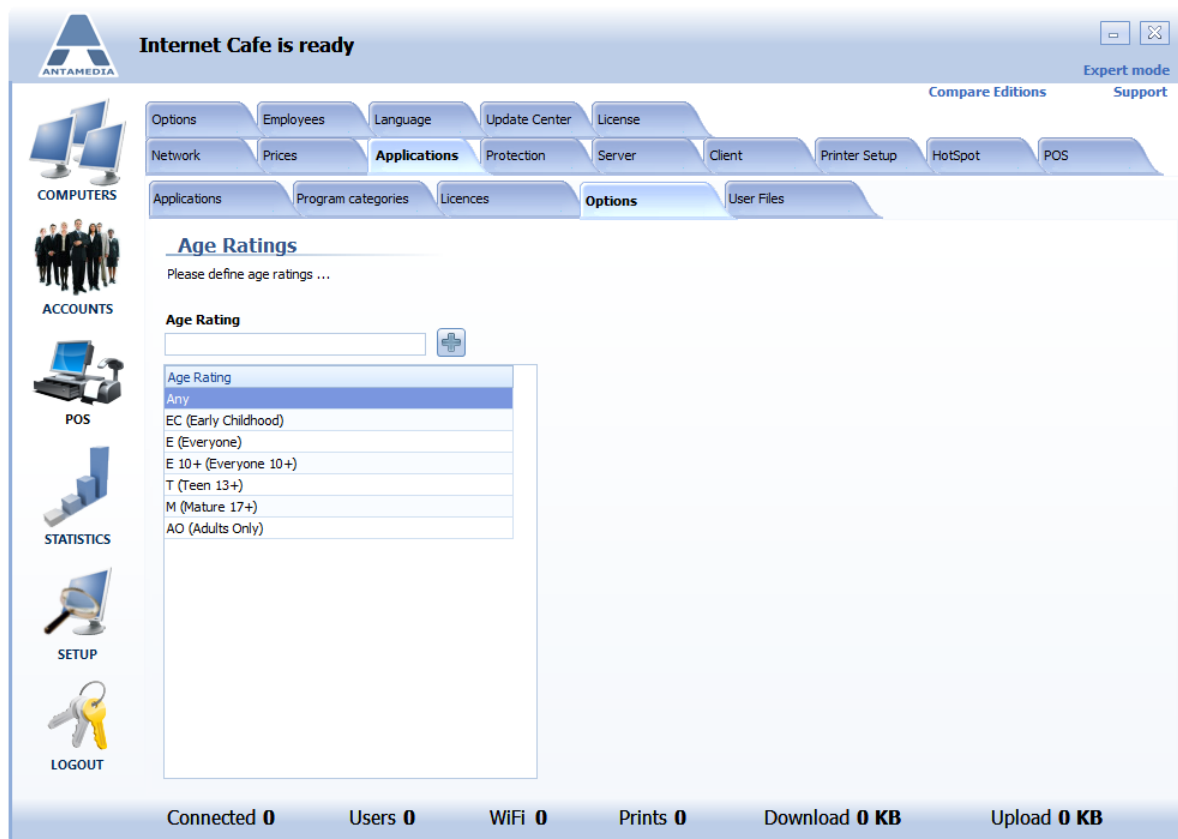 Internet Cafe is ready
ANTAMEDIA
Expert mode
Compare Editions Support
Options Employees Language Update Center License
Network Prices Applications Protection Server Client Printer Setup HotSpot POS
Applications Program categories Licences Options User Files
COMPUTERS
ACCOUNTS
POS
STATISTICS
SETUP
LOGOUT
Age Ratings
Please define age ratings ...
Age Rating
Age Rating
Any
EC (Early Childhood)
E (Everyone)
E 10+ (Everyone 10+)
T (Teen 13+)
M (Mature 17+)
AO (Adults Only)
Connected 0 Users 0 WiFi 0 Prints 0 Download 0 KB Upload 0 KB